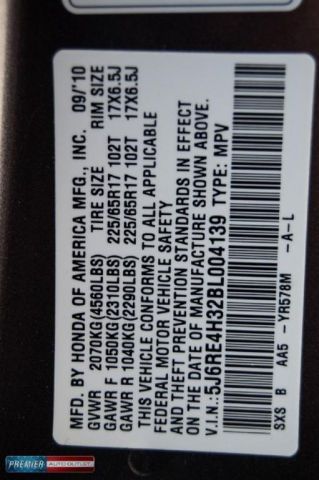 MFD. BY HONDA OF AMERICA MFG., INC. 09/'10
GVWR 2070KG(4560LBS) TIRE SIZE RIM SIZE
GAWR F 1050KG(2310LBS) 225/65R17 102T 17X6.5J
GAWR R 1040KG(2290LBS) 225/65R17 102T 17X6.5J
THIS VEHICLE CONFORMS TO ALL APPLICABLE
FEDERAL MOTOR VEHICLE SAFETY
AND THEFT PREVENTION STANDARDS IN EFFECT
ON THE DATE OF MANUFACTURE SHOWN ABOVE.
V.I.N.: 5J6RE4H32BL004139 TYPE: MPV
SXS B AA5 -YR578M -A-L
PREMIER AUTO OUTLET